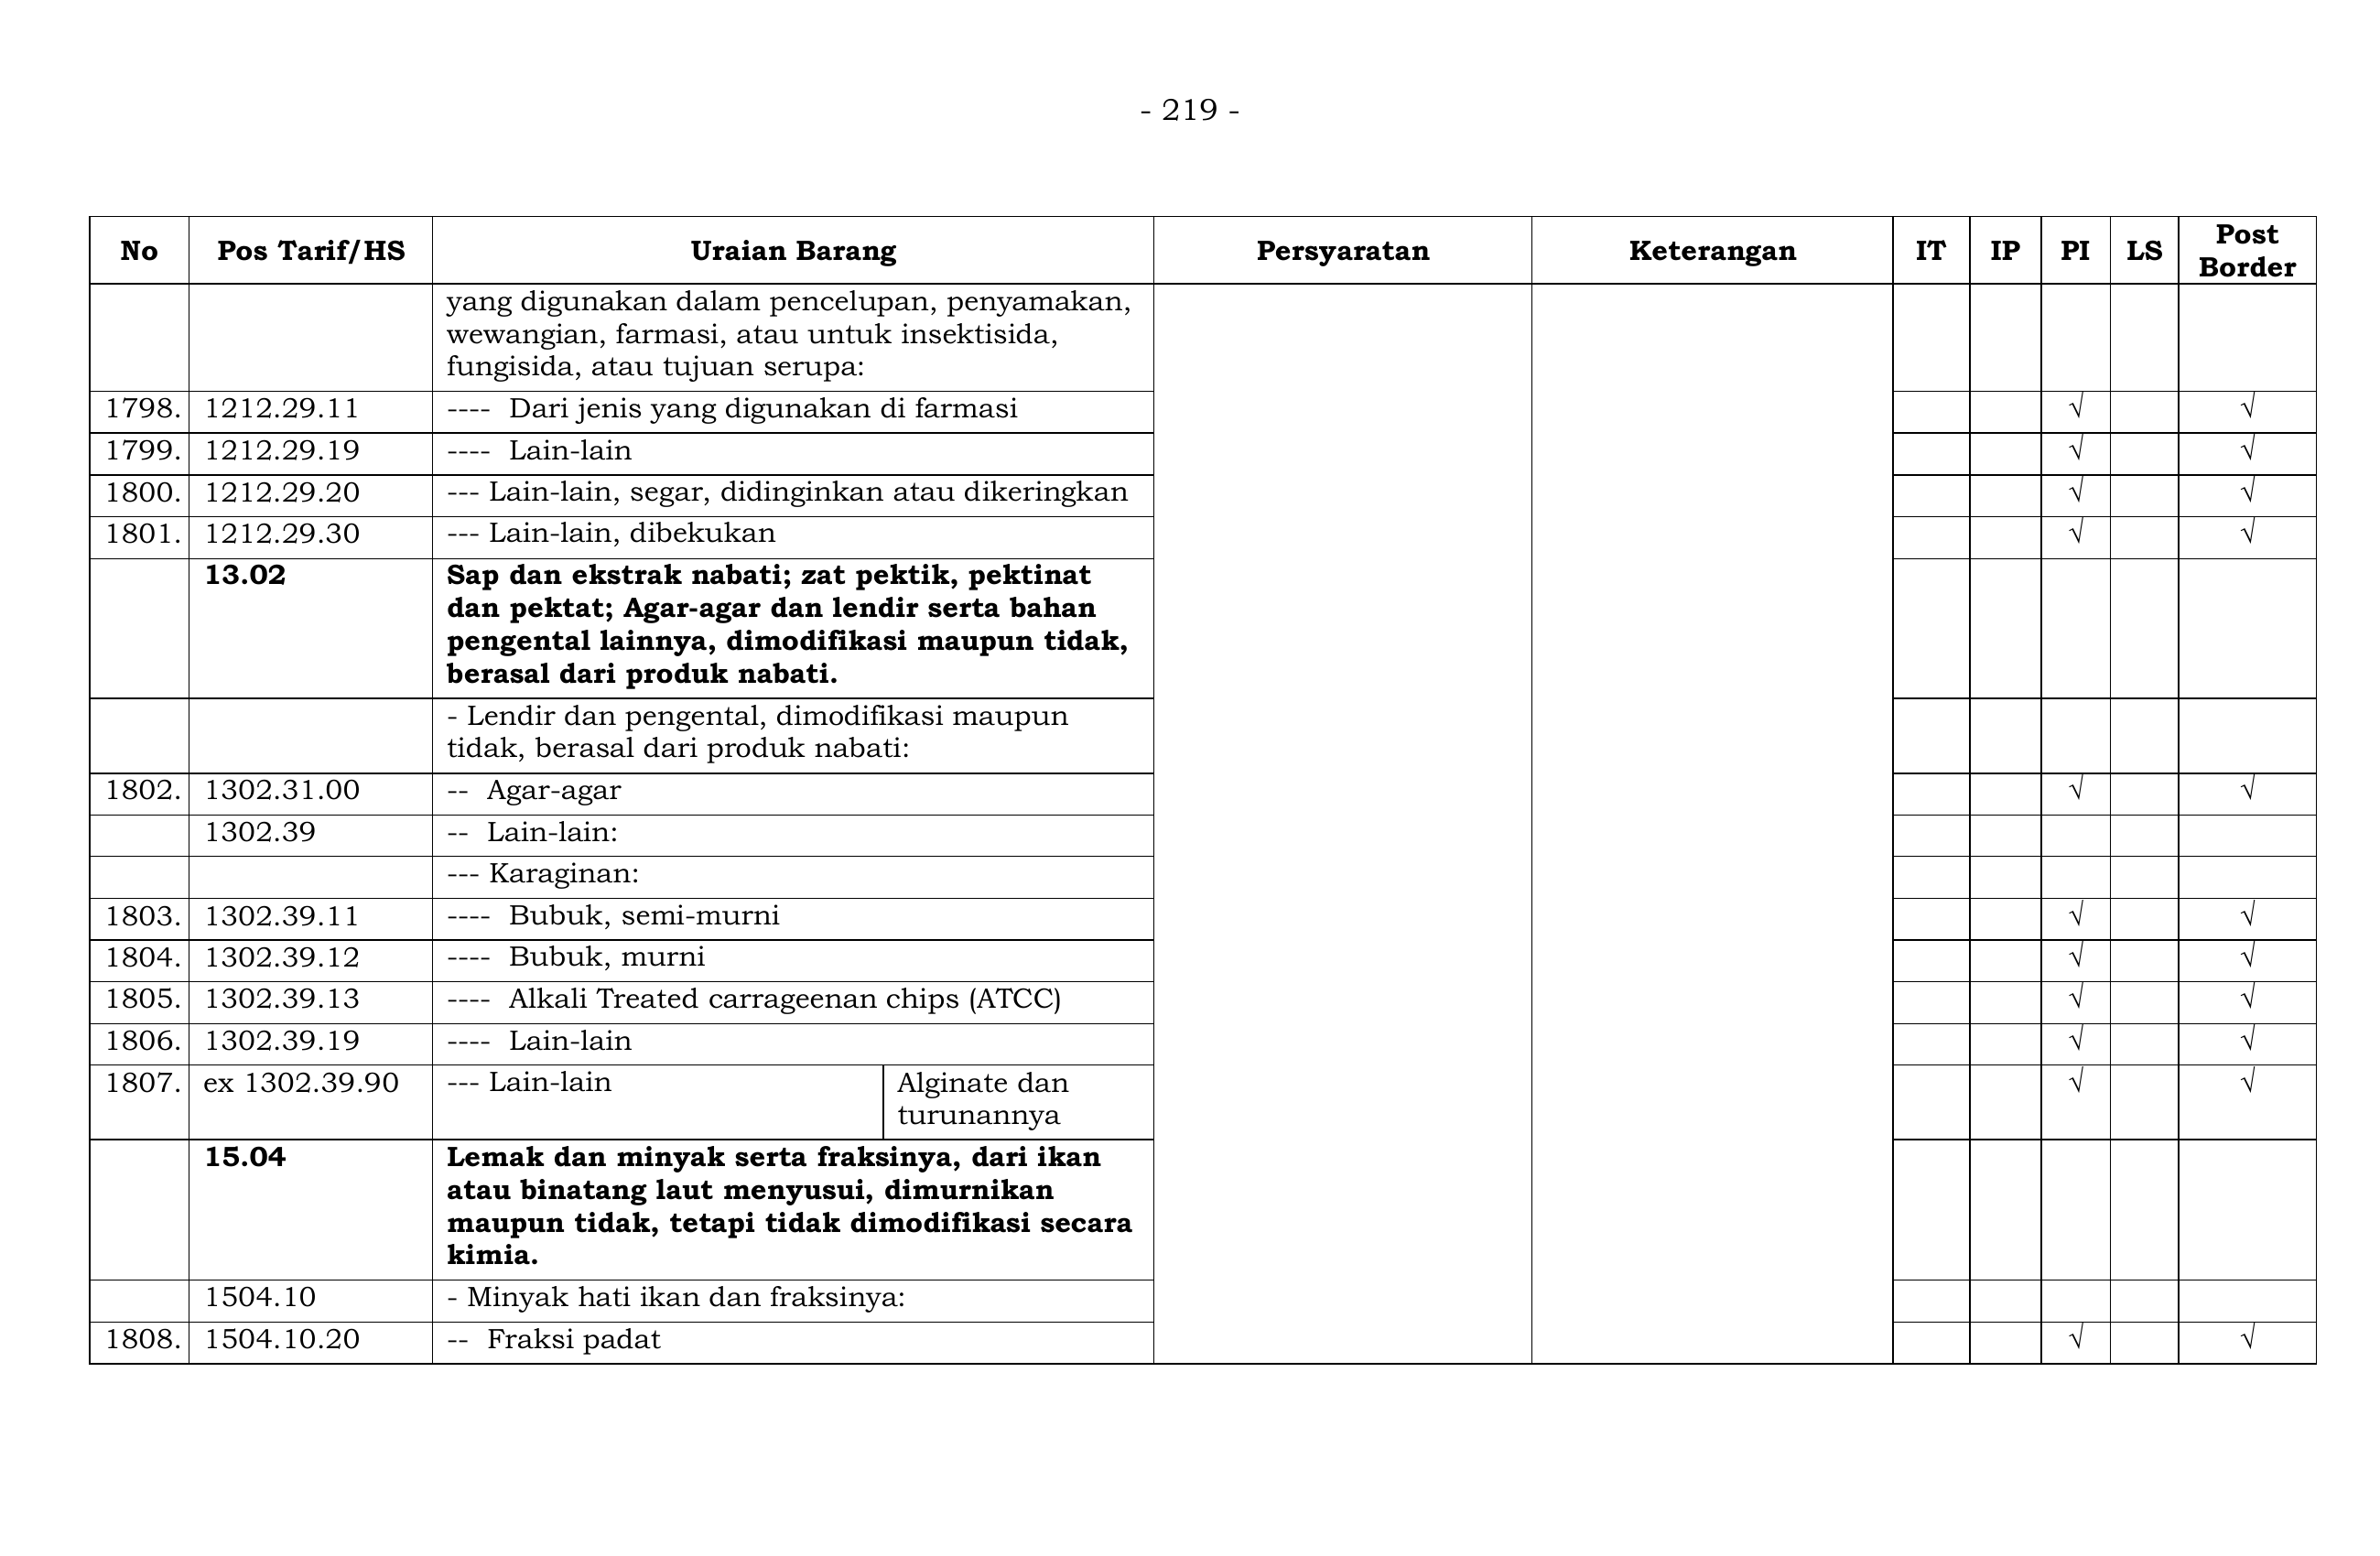 - 219 -
No Pos Tarif/HS Uraian Barang Persyaratan Keterangan IT IP PI LS Post Border
yang digunakan dalam pencelupan, penyamakan,
wewangian, farmasi, atau untuk insektisida,
fungisida, atau tujuan serupa:
1798. 1212.29.11 ---- Dari jenis yang digunakan di farmasi √ √
1799. 1212.29.19 ---- Lain-lain √ √
1800. 1212.29.20 --- Lain-lain, segar, didinginkan atau dikeringkan √ √
1801. 1212.29.30 --- Lain-lain, dibekukan √ √
13.02 Sap dan ekstrak nabati; zat pektik, pektinat
dan pektat; Agar-agar dan lendir serta bahan
pengental lainnya, dimodifikasi maupun tidak,
berasal dari produk nabati.
- Lendir dan pengental, dimodifikasi maupun
tidak, berasal dari produk nabati:
1802. 1302.31.00 -- Agar-agar √ √
1302.39 -- Lain-lain:
--- Karaginan:
1803. 1302.39.11 ---- Bubuk, semi-murni √ √
1804. 1302.39.12 ---- Bubuk, murni √ √
1805. 1302.39.13 ---- Alkali Treated carrageenan chips (ATCC) √ √
1806. 1302.39.19 ---- Lain-lain √ √
1807. ex 1302.39.90 --- Lain-lain Alginate dan √ √
turunannya
15.04 Lemak dan minyak serta fraksinya, dari ikan
atau binatang laut menyusui, dimurnikan
maupun tidak, tetapi tidak dimodifikasi secara
kimia.
1504.10 - Minyak hati ikan dan fraksinya:
1808. 1504.10.20 -- Fraksi padat √ √